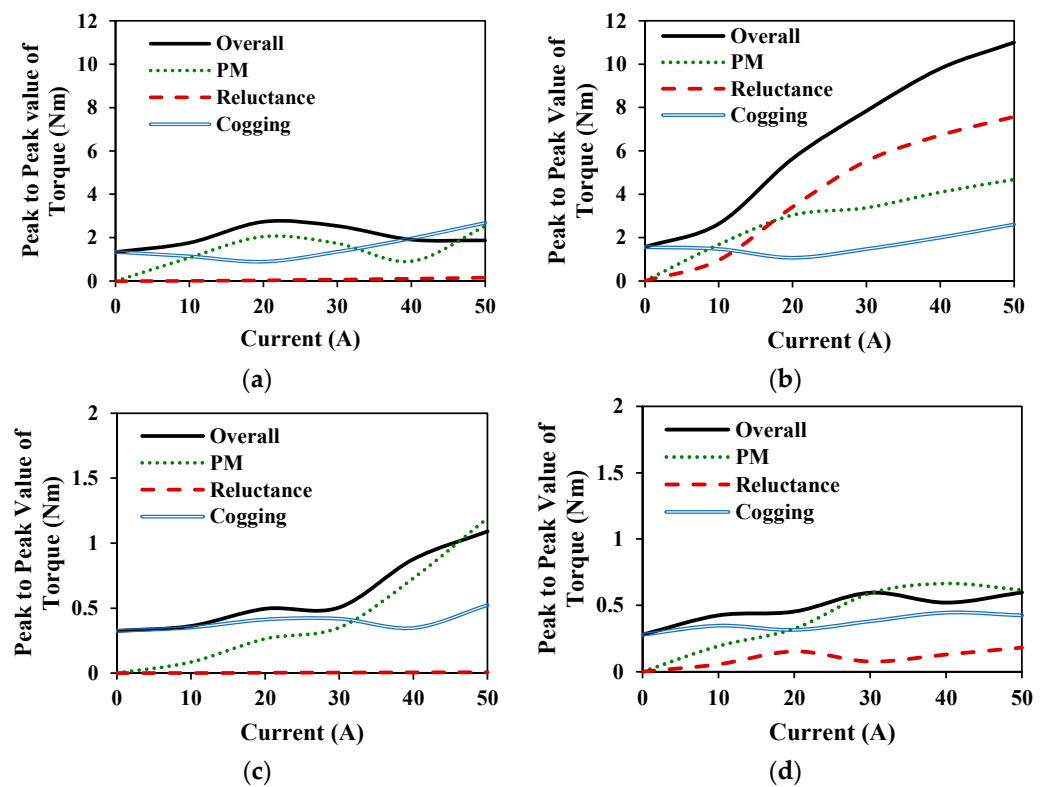 Peak to Peak value of
Torque (Nm)
12
10
8
6
4
2
0
Overall
PM
Reluctance
Cogging
0 10 20 30 40 50
Current (A)
(a)
Peak to Peak Value of
Torque (Nm)
12
10
8
6
4
2
0
Overall
PM
Reluctance
Cogging
0 10 20 30 40 50
Current (A)
(b)
Peak to Peak Value of
Torque (Nm)
2
1.5
1
0.5
0
Overall
PM
Reluctance
Cogging
0 10 20 30 40 50
Current (A)
(c)
Peak to Peak Value of
Torque (Nm)
2
1.5
1
0.5
0
Overall
PM
Reluctance
Cogging
0 10 20 30 40 50
Current (A)
(d)